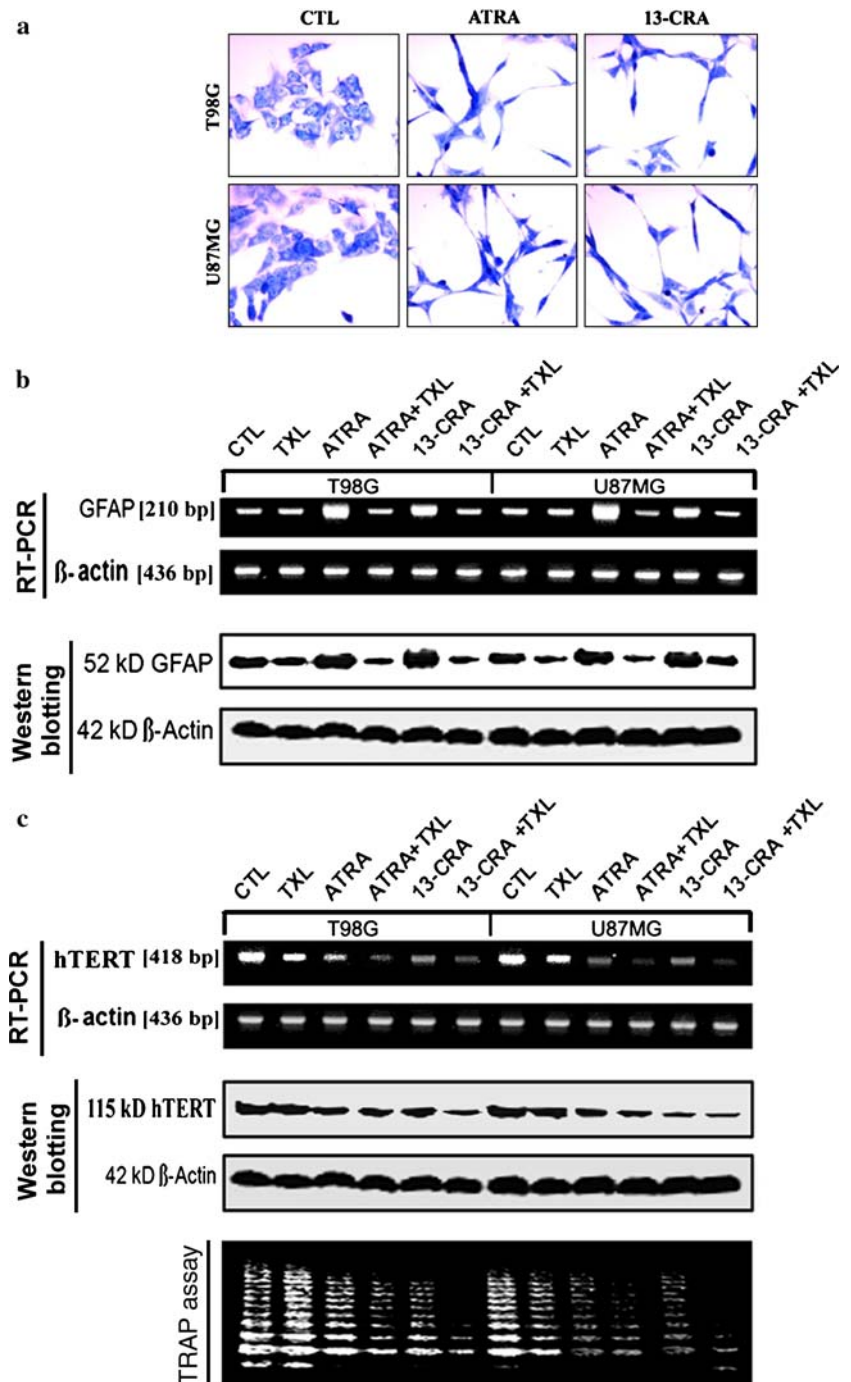 a
CTL ATRA 13-CRA
T98G
U87MG
b
CTL TXL ATRA ATRA+TXL 13-CRA 13-CRA +TXL CTL TXL ATRA ATRA+TXL 13-CRA 13-CRA +TXL
T98G U87MG
RT-PCR
GFAP [210 bp]
ß-actin [436 bp]
Western blotting
52 kD GFAP
42 kD ß-Actin
c
CTL TXL ATRA ATRA+TXL 13-CRA 13-CRA +TXL CTL TXL ATRA ATRA+TXL 13-CRA 13-CRA +TXL
T98G U87MG
RT-PCR
hTERT [418 bp]
ß-actin [436 bp]
Western blotting
115 kD hTERT
42 kD ß-Actin
TRAP assay